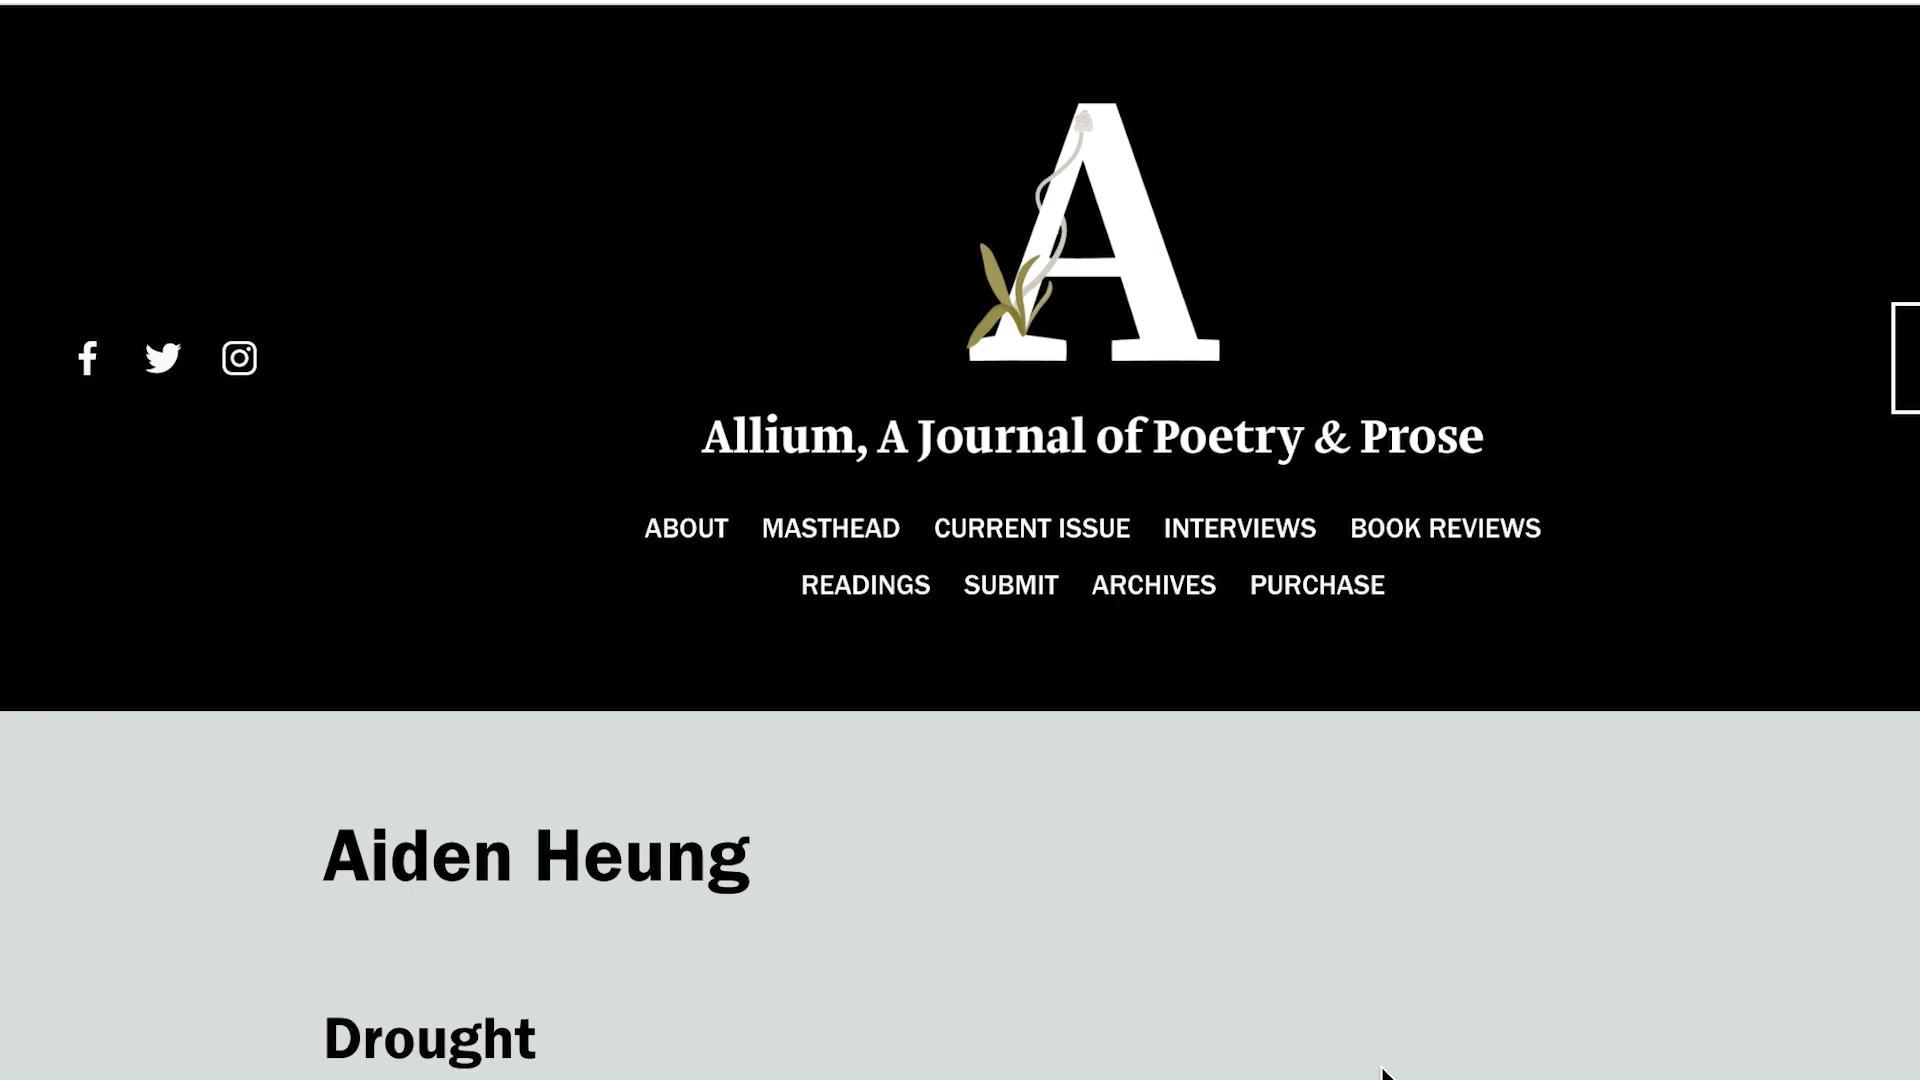 A
Allium, A Journal of Poetry & Prose
ABOUT MASTHEAD CURRENT ISSUE INTERVIEWS BOOK REVIEWS
READINGS SUBMIT ARCHIVES PURCHASE
Aiden Heung
Drought